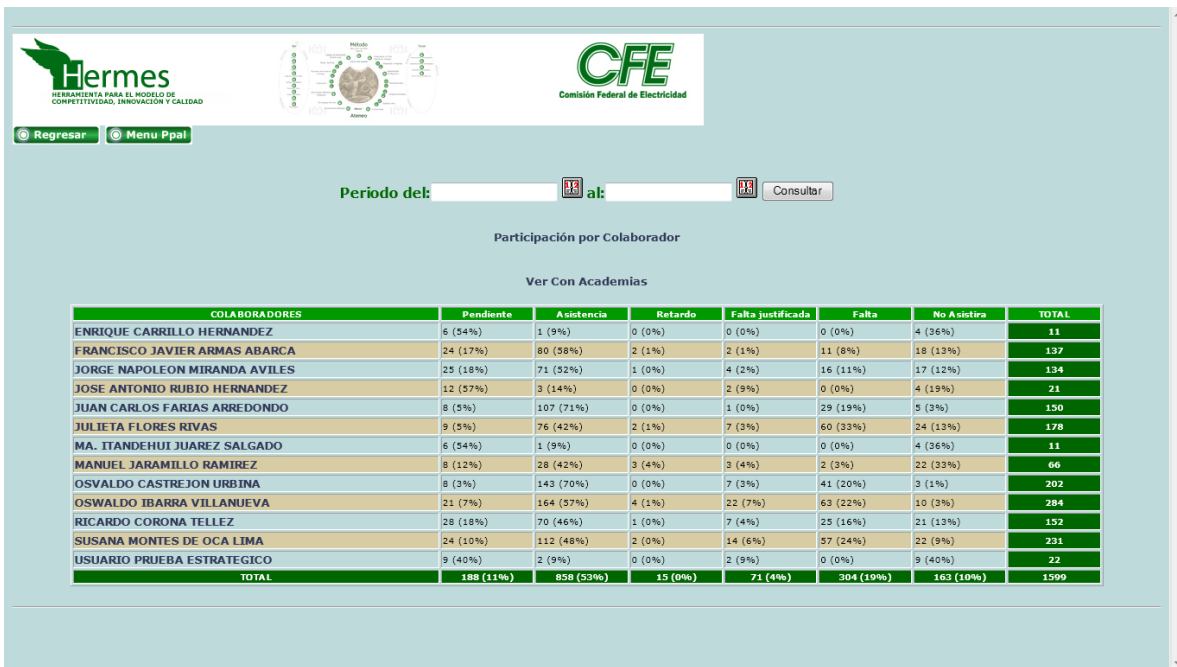 Hermes
HERRAMIENTA PARA EL MODELO DE
COMPETITIVIDAD, INNOVACIÓN Y CALIDAD
Método
Ateneo
CFE
Comisión Federal de Electricidad
Regresar Menu Ppal
Periodo del: al: Consultar
Participación por Colaborador
Ver Con Academias
COLABORADORES Pendiente Asistencia Retardo Falta justificada Falta No Asistira TOTAL
ENRIQUE CARRILLO HERNANDEZ 6 (54%) 1 (9%) 0 (0%) 0 (0%) 0 (0%) 4 (36%) 11
FRANCISCO JAVIER ARMAS ABARCA 24 (17%) 80 (58%) 2 (1%) 2 (1%) 11 (8%) 18 (13%) 137
JORGE NAPOLEON MIRANDA AVILES 25 (18%) 71 (52%) 1 (0%) 4 (2%) 16 (11%) 17 (12%) 134
JOSE ANTONIO RUBIO HERNANDEZ 12 (57%) 3 (14%) 0 (0%) 2 (9%) 0 (0%) 4 (19%) 21
JUAN CARLOS FARIAS ARREDONDO 8 (5%) 107 (71%) 0 (0%) 1 (0%) 29 (19%) 5 (3%) 150
JULIETA FLORES RIVAS 9 (5%) 76 (42%) 2 (1%) 7 (3%) 60 (33%) 24 (13%) 178
MA. ITANDEHUI JUAREZ SALGADO 6 (54%) 1 (9%) 0 (0%) 0 (0%) 0 (0%) 4 (36%) 11
MANUEL JARAMILLO RAMIREZ 8 (12%) 28 (42%) 3 (4%) 3 (4%) 2 (3%) 22 (33%) 66
OSVALDO CASTREJON URBINA 8 (3%) 143 (70%) 0 (0%) 7 (3%) 41 (20%) 3 (1%) 202
OSWALDO IBARRA VILLANUEVA 21 (7%) 164 (57%) 4 (1%) 22 (7%) 63 (22%) 10 (3%) 284
RICARDO CORONA TELLEZ 28 (18%) 70 (46%) 1 (0%) 7 (4%) 25 (16%) 21 (13%) 152
SUSANA MONTES DE OCA LIMA 24 (10%) 112 (48%) 2 (0%) 14 (6%) 57 (24%) 22 (9%) 231
USUARIO PRUEBA ESTRATEGICO 9 (40%) 2 (9%) 0 (0%) 2 (9%) 0 (0%) 9 (40%) 22
TOTAL 188 (11%) 858 (53%) 15 (0%) 71 (4%) 304 (19%) 163 (10%) 1599